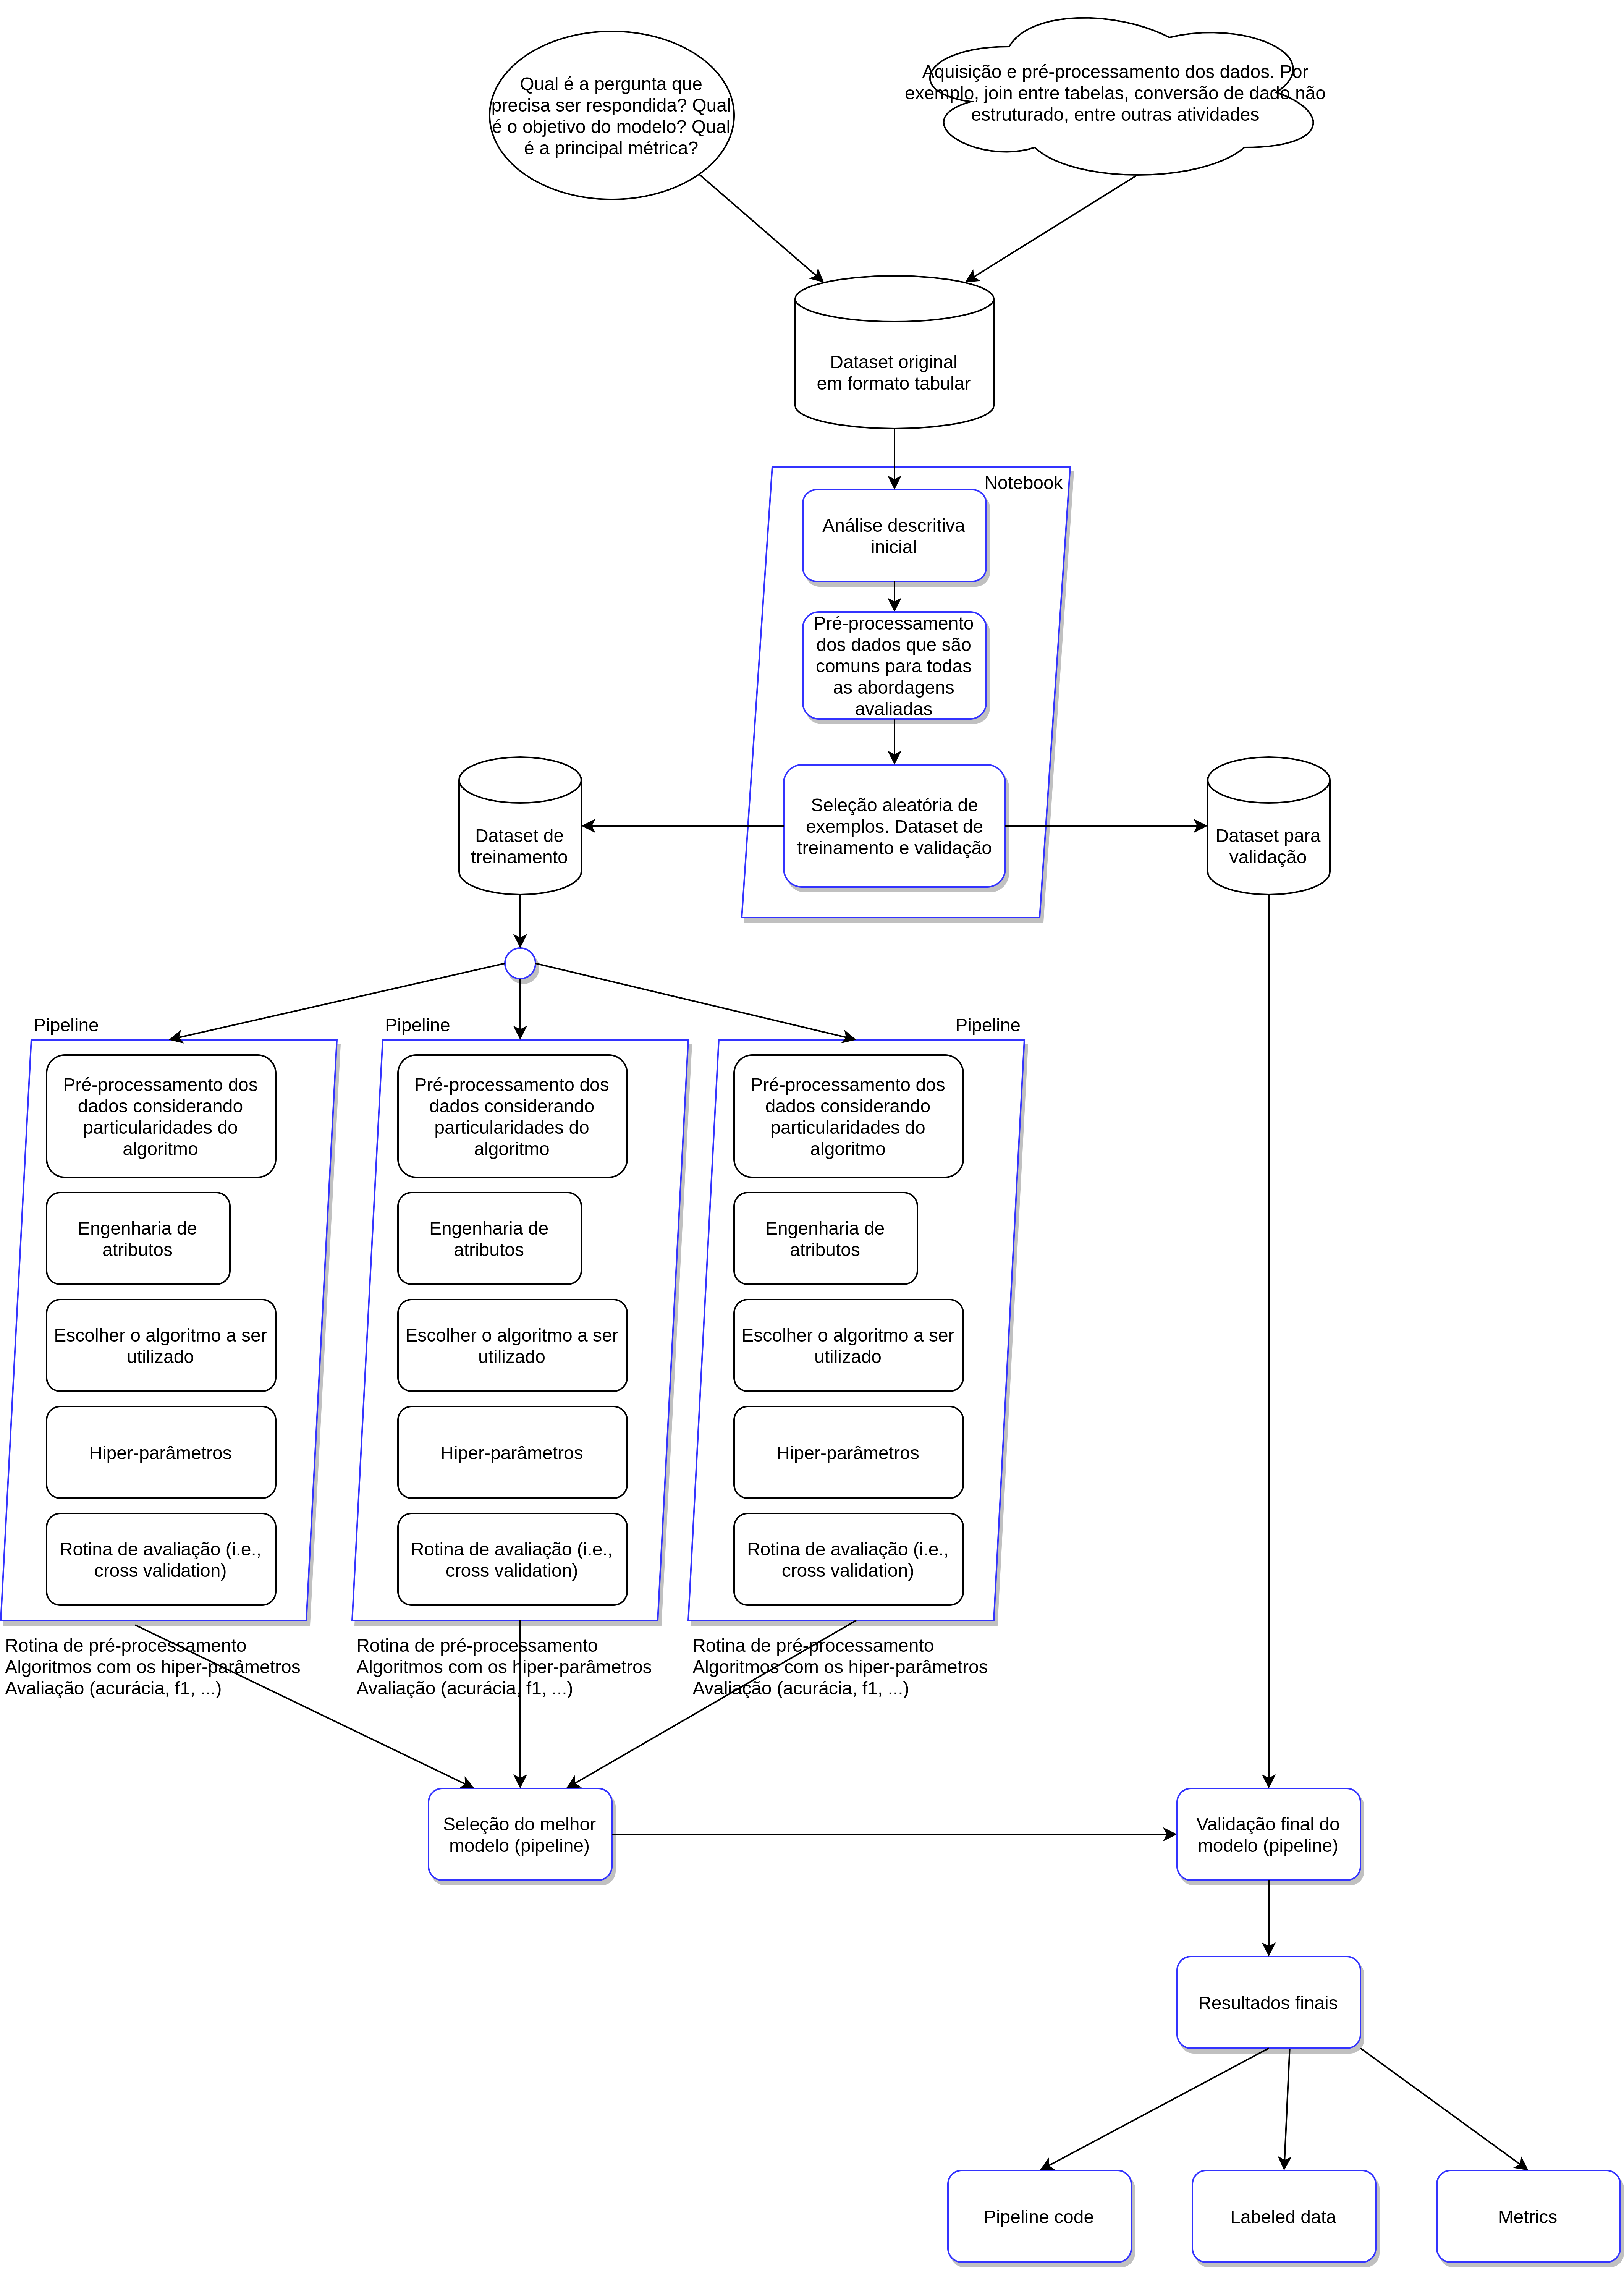 Qual é a pergunta que
precisa ser respondida? Qual
é o objetivo do modelo? Qual
é a principal métrica?
Aquisição e pré-processamento dos dados. Por
exemplo, join entre tabelas, conversão de dado não
estruturado, entre outras atividades
Dataset original
em formato tabular
Notebook
Análise descritiva
inicial
Pré-processamento
dos dados que são
comuns para todas
as abordagens
avaliadas
Seleção aleatória de
exemplos. Dataset de
treinamento e validação
Dataset de
treinamento
Dataset para
validação
Pipeline
Pré-processamento dos
dados considerando
particularidades do
algoritmo
Engenharia de
atributos
Escolher o algoritmo a ser
utilizado
Hiper-parâmetros
Rotina de avaliação (i.e.,
cross validation)
Rotina de pré-processamento
Algoritmos com os hiper-parâmetros
Avaliação (acurácia, f1, ...)
Pipeline
Pré-processamento dos
dados considerando
particularidades do
algoritmo
Engenharia de
atributos
Escolher o algoritmo a ser
utilizado
Hiper-parâmetros
Rotina de avaliação (i.e.,
cross validation)
Rotina de pré-processamento
Algoritmos com os hiper-parâmetros
Avaliação (acurácia, f1, ...)
Pipeline
Pré-processamento dos
dados considerando
particularidades do
algoritmo
Engenharia de
atributos
Escolher o algoritmo a ser
utilizado
Hiper-parâmetros
Rotina de avaliação (i.e.,
cross validation)
Rotina de pré-processamento
Algoritmos com os hiper-parâmetros
Avaliação (acurácia, f1, ...)
Seleção do melhor
modelo (pipeline)
Validação final do
modelo (pipeline)
Resultados finais
Pipeline code
Labeled data
Metrics